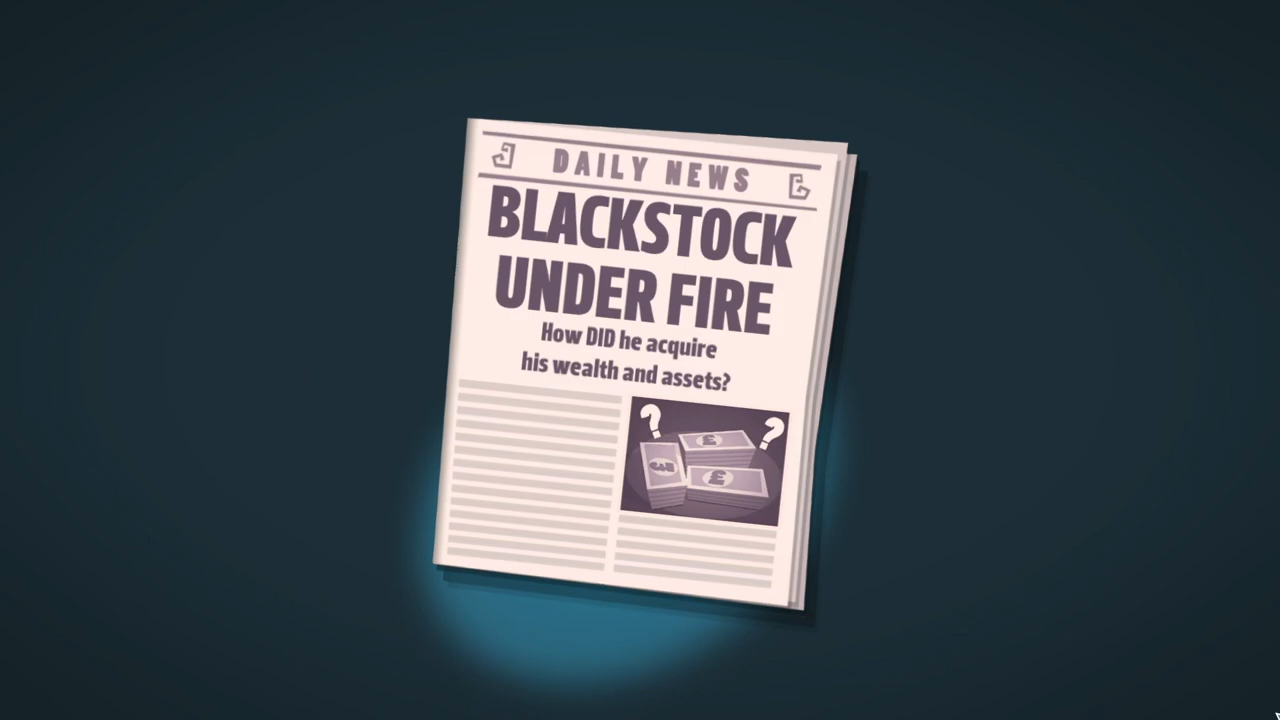 DAILY NEWS
BLACKSTOCK
UNDER FIRE
How DID he acquire
his wealth and assets?
£
£
£
? ?